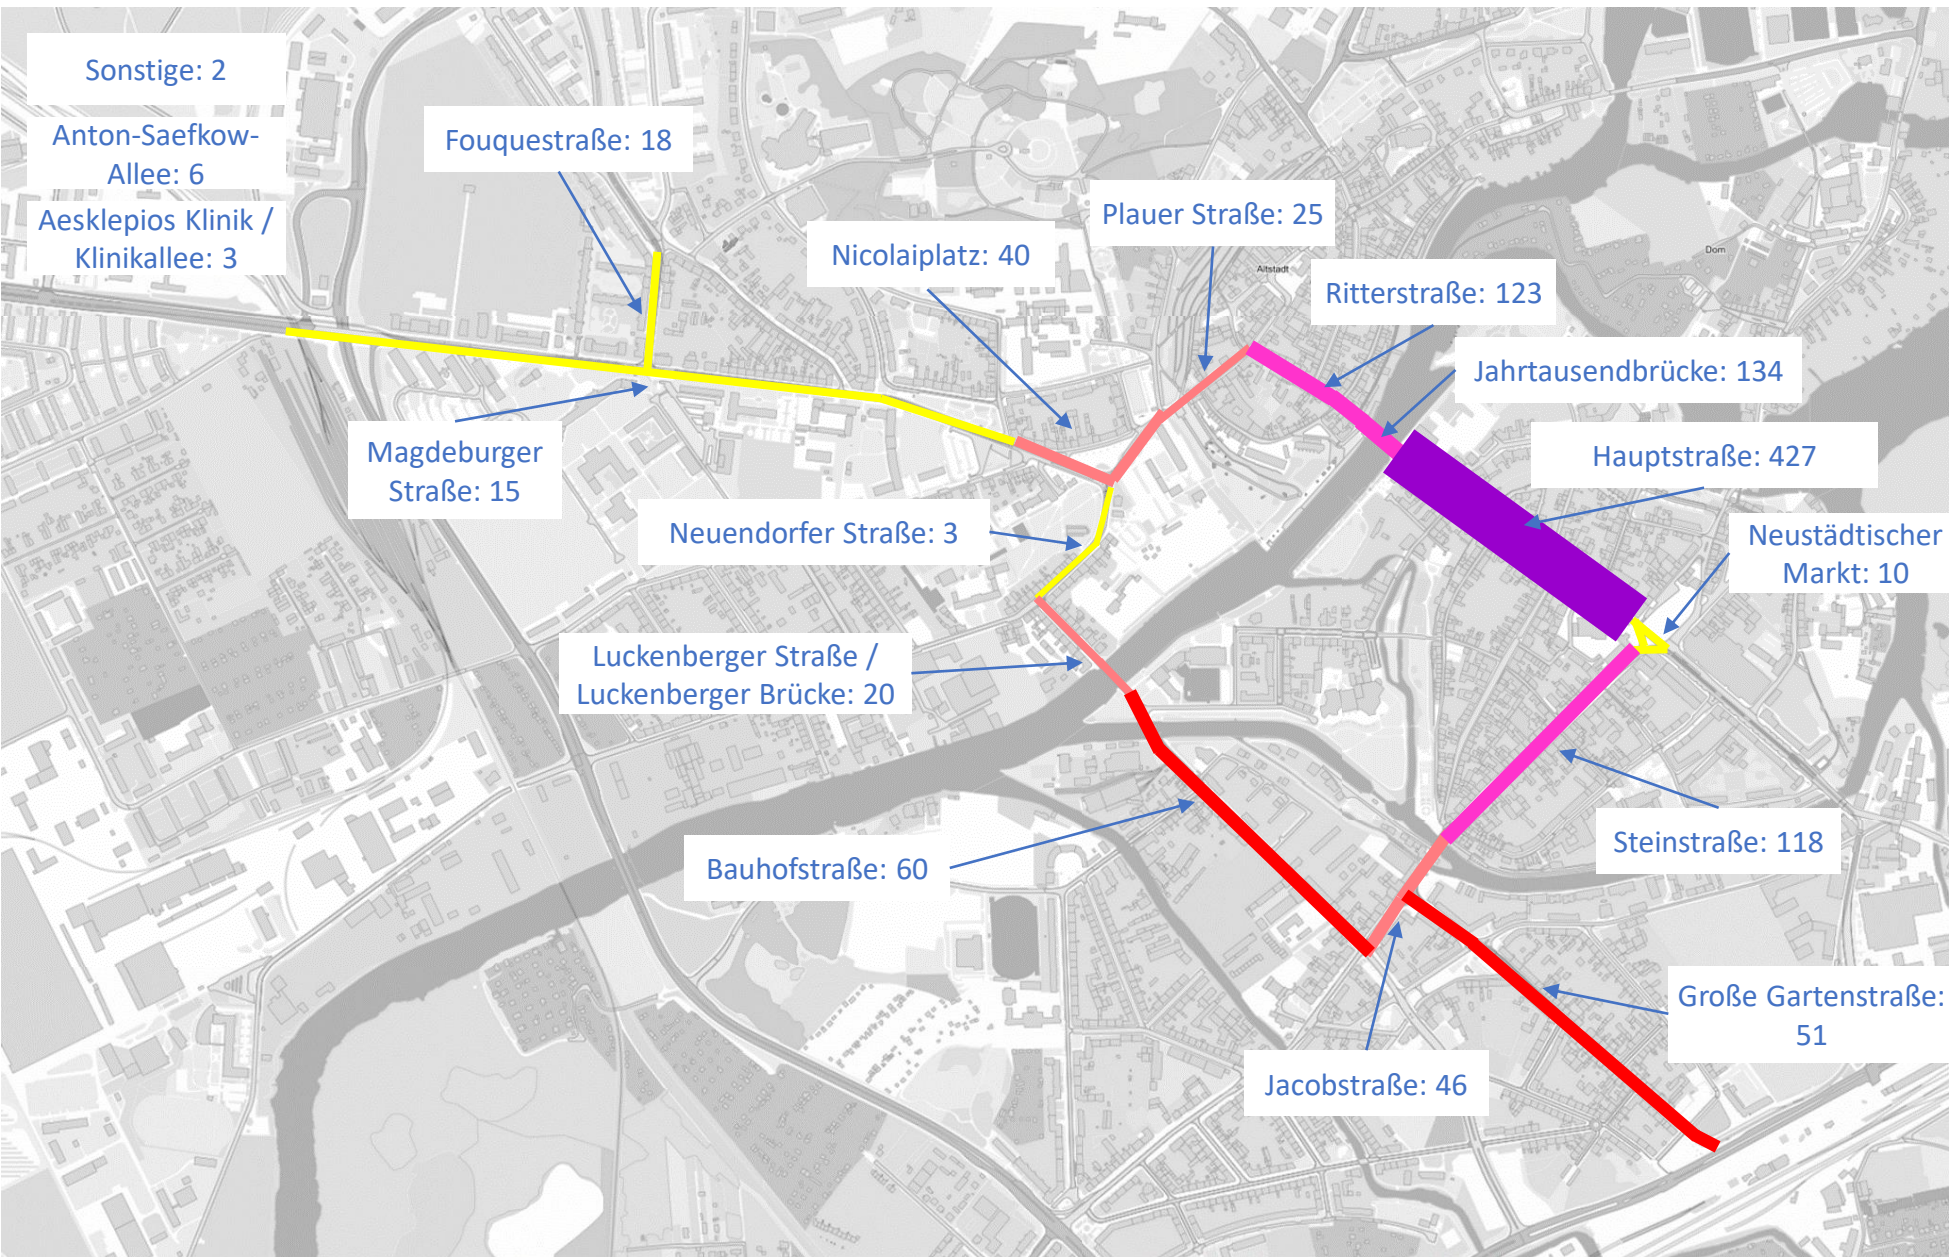 Sonstige: 2
Anton-Saefkow-
Allee: 6
Aesklepios Klinik /
Klinikallee: 3
Fouquestraße: 18
Nicolaiplatz: 40
Plauer Straße: 25
Altstadt
Dom
Ritterstraße: 123
Jahrtausendbrücke: 134
Hauptstraße: 427
Magdeburger
Straße: 15
Neuendorfer Straße: 3
Neustädtischer
Markt: 10
Luckenberger Straße /
Luckenberger Brücke: 20
Bauhofstraße: 60
Steinstraße: 118
Große Gartenstraße:
51
Jacobstraße: 46